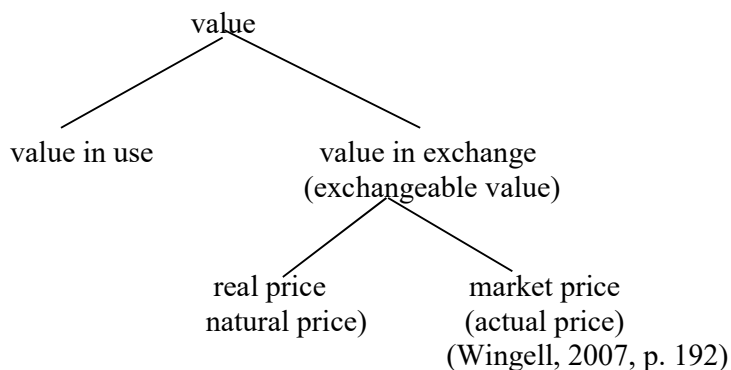 value
value in use
value in exchange
(exchangeable value)
real price
natural price)
market price
(actual price)
(Wingell, 2007, p. 192)